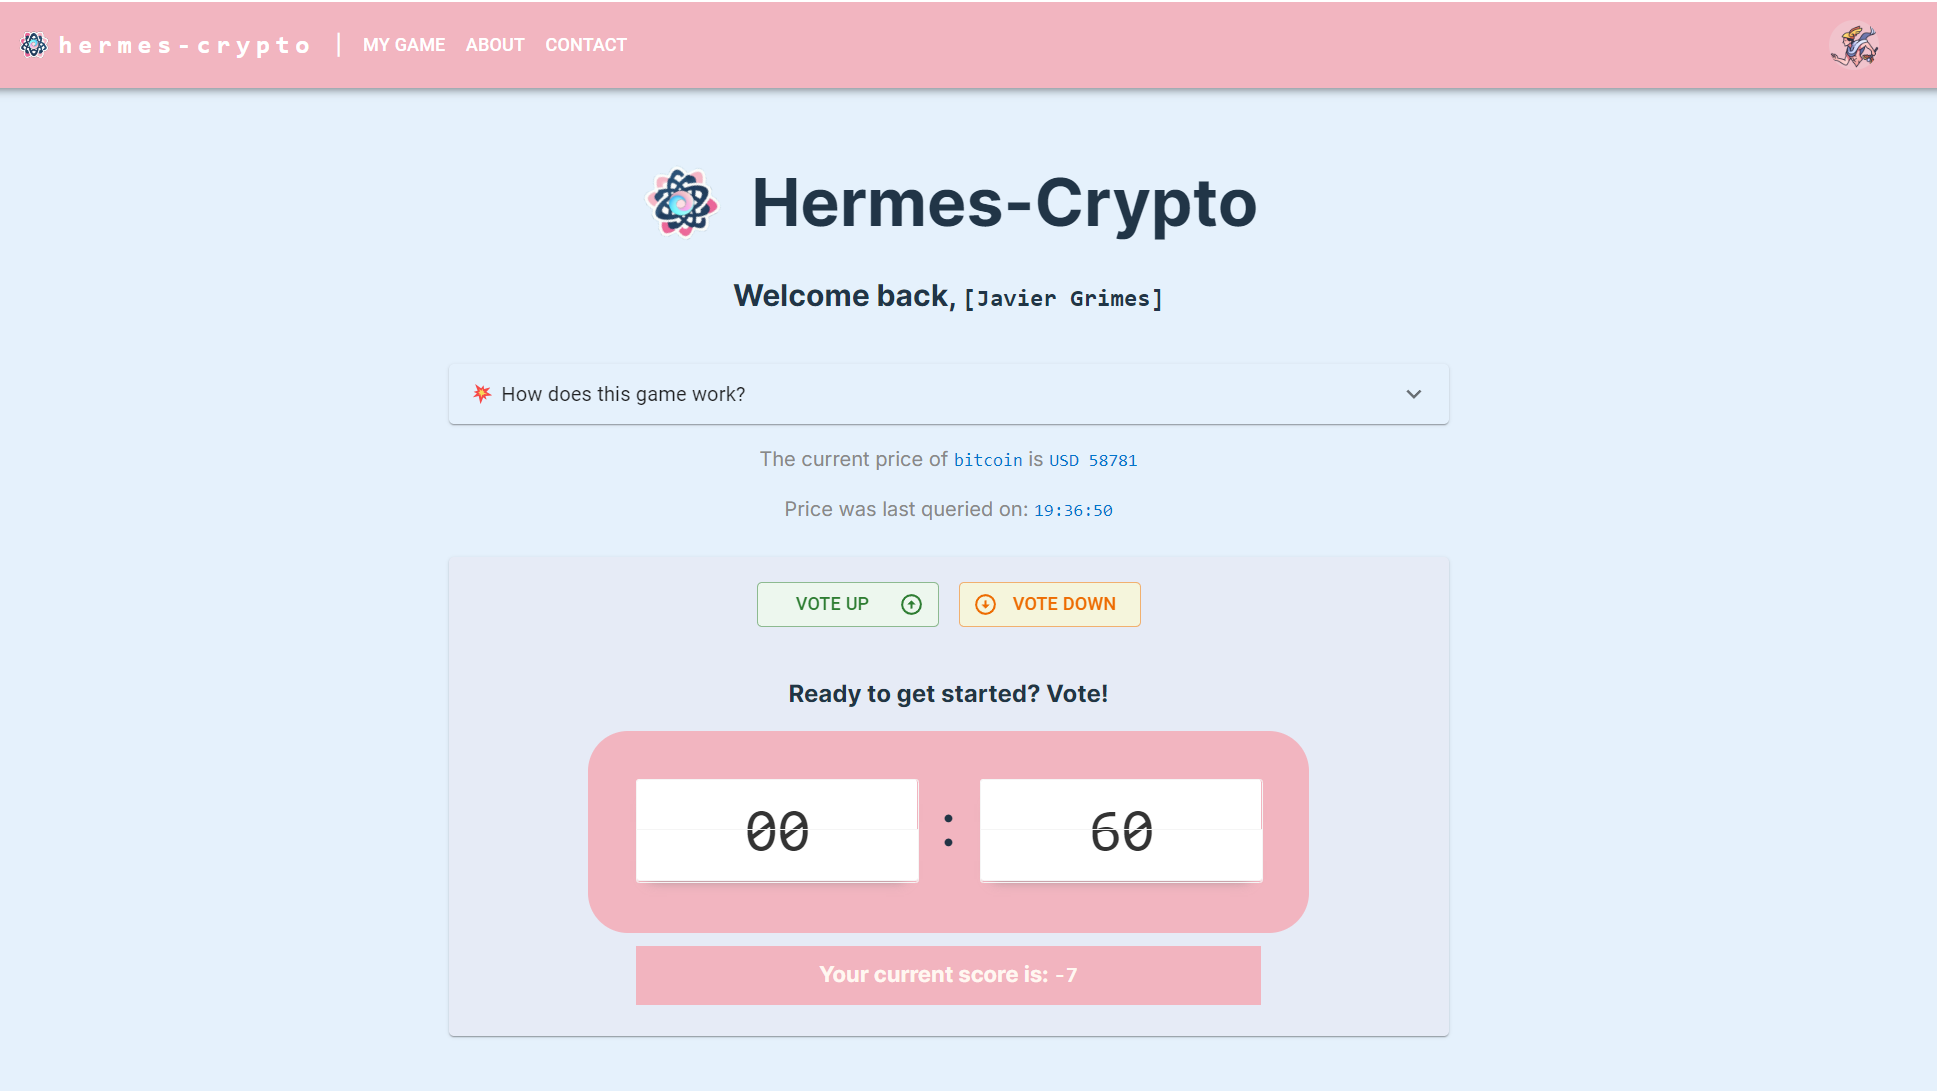 hermes-crypto | MY GAME ABOUT CONTACT
Hermes-Crypto
Welcome back, [Javier Grimes]
How does this game work?
The current price of bitcoin is USD 58781
Price was last queried on: 19:36:50
VOTE UP VOTE DOWN
Ready to get started? Vote!
00 : 60
Your current score is: -7